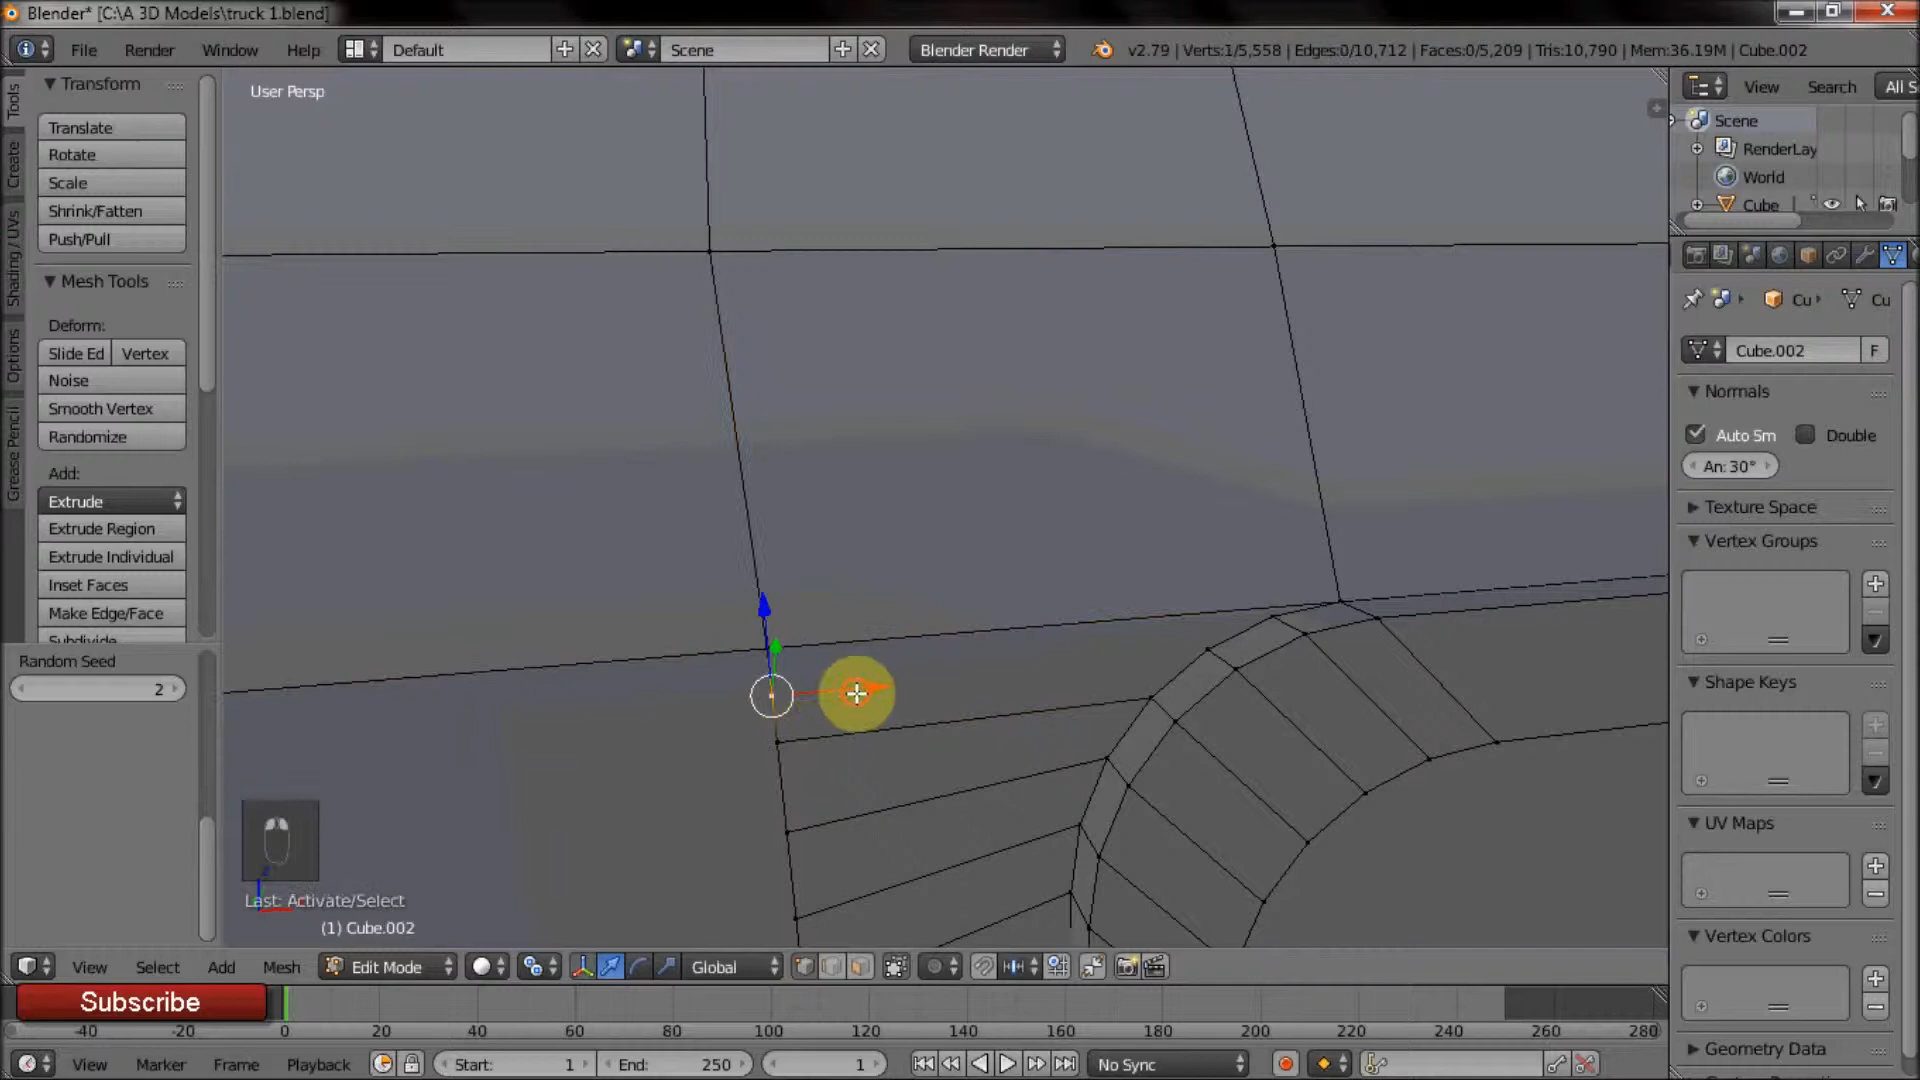 Blender* [C:\A 3D Models\truck 1.blend]
File Render Window Help Default Scene Blender Render v2.79 | Verts:1/5,558 | Edges:0/10,712 | Faces:0/5,209 | Tris:10,790 | Mem:36.19M | Cube.002
Tools
Create
Shading / UVs
Options
Grease Pencil
Transform
Translate
Rotate
Scale
Shrink/Fatten
Push/Pull
Mesh Tools
Deform:
Slide Ed Vertex
Noise
Smooth Vertex
Randomize
Add:
Extrude
Extrude Region
Extrude Individual
Inset Faces
Make Edge/Face
Subdivide
Random Seed
2
User Persp
Last: Activate/Select
(1) Cube.002
View Search All S
Scene
RenderLay
World
Cube
Cu Cu
Cube.002 F
Normals
Auto Sm Double
An: 30°
Texture Space
Vertex Groups
Shape Keys
UV Maps
Vertex Colors
Geometry Data
View Select Add Mesh Edit Mode Global
Subscribe
-40 -20 0 20 40 60 80 100 120 140 160 180 200 220 240 260 280
View Marker Frame Playback Start: 1 End: 250 1 No Sync